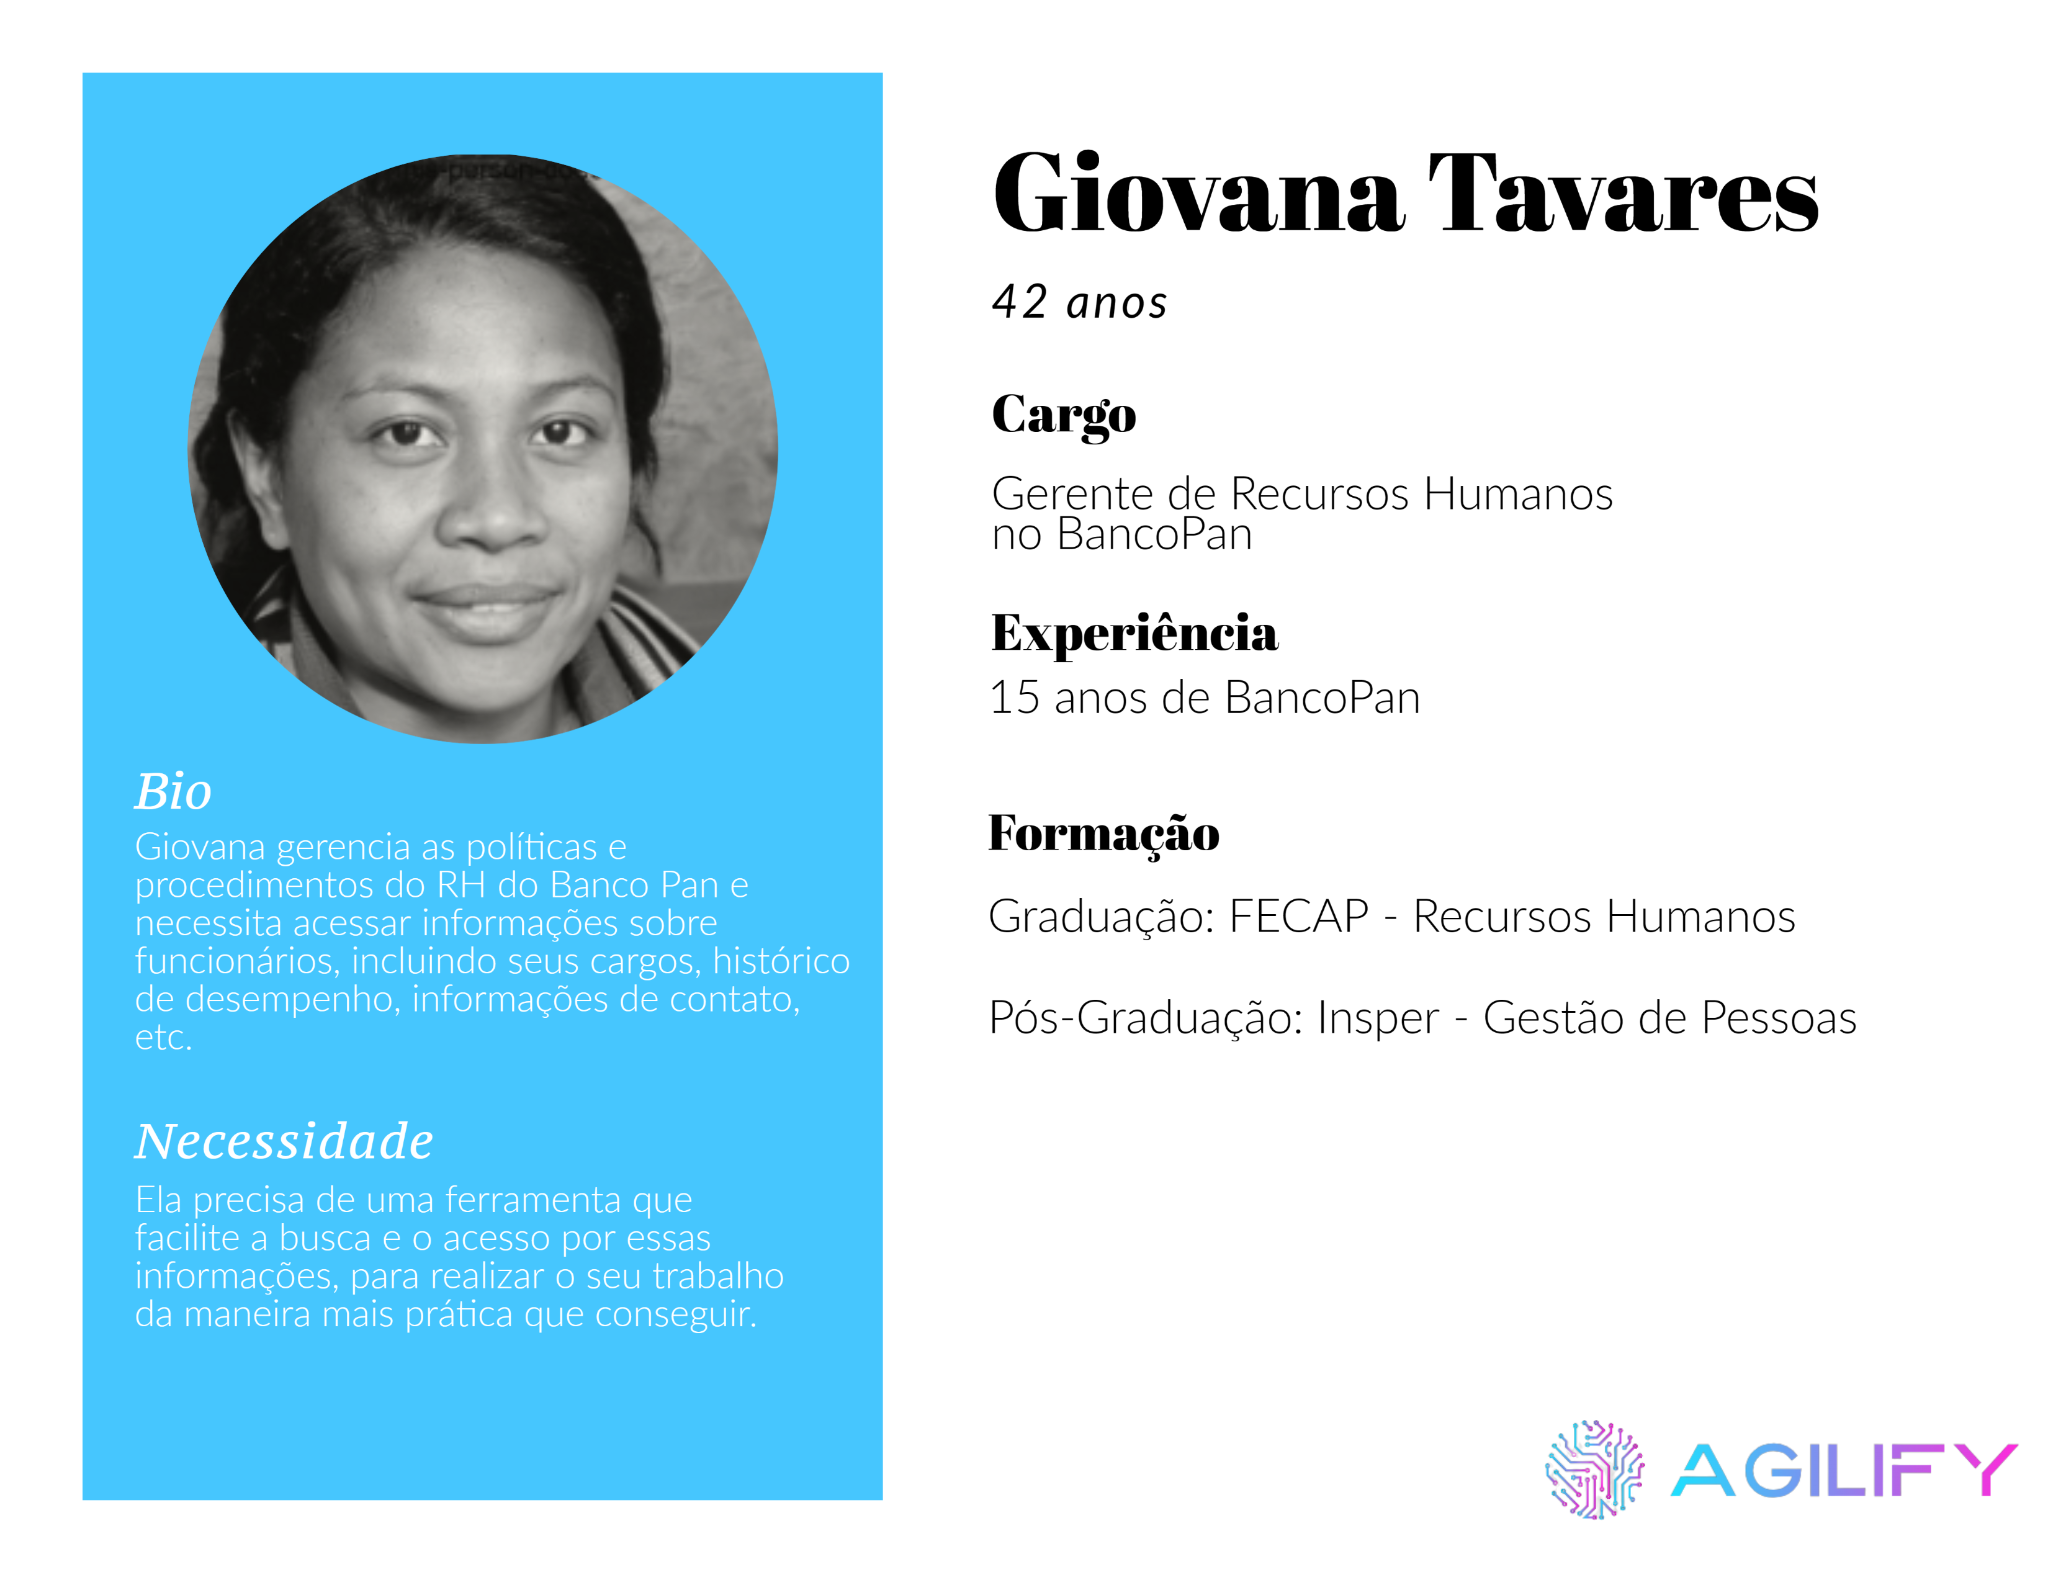 Giovana Tavares
42 anos
Cargo
Gerente de Recursos Humanos
no BancoPan
Experiência
15 anos de BancoPan
Formação
Graduação: FECAP - Recursos Humanos
Pós-Graduação: Insper - Gestão de Pessoas
Bio
Giovana gerencia as políticas e
procedimentos do RH do Banco Pan e
necessita acessar informações sobre
funcionários, incluindo seus cargos, histórico
de desempenho, informações de contato,
etc.
Necessidade
Ela precisa de uma ferramenta que
facilite a busca e o acesso por essas
informações, para realizar o seu trabalho
da maneira mais prática que conseguir.
AGILIFY